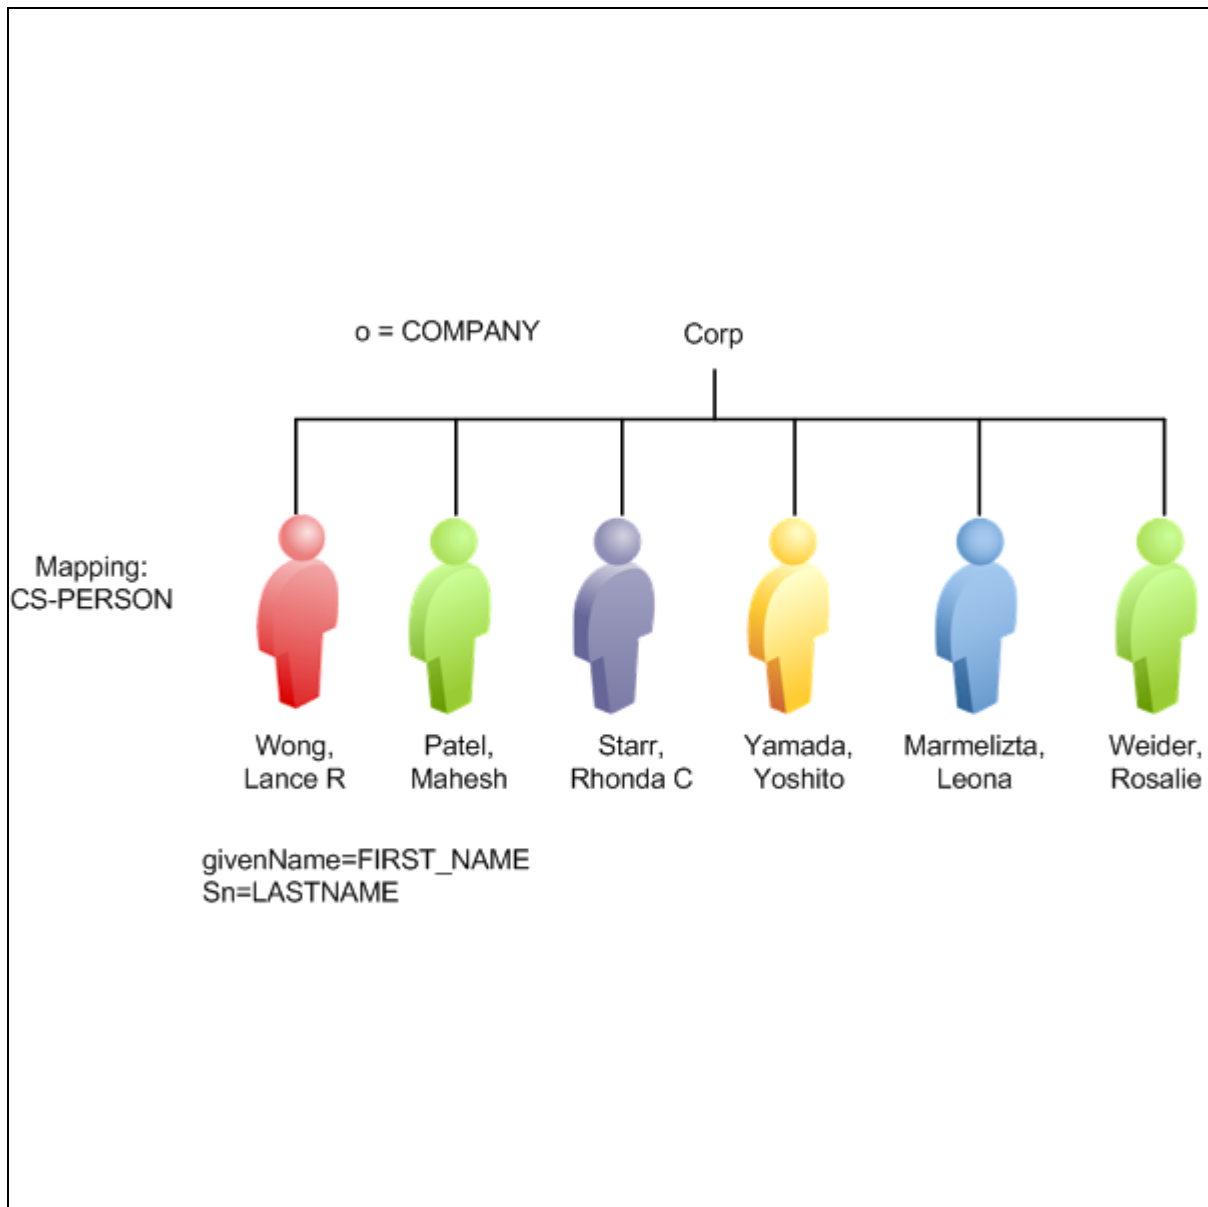 o = COMPANY
Corp
Mapping:
CS-PERSON
Wong,
Lance R
Patel,
Mahesh
Starr,
Rhonda C
Yamada,
Yoshito
Marmelizta,
Leona
Weider,
Rosalie
givenName=FIRST_NAME
Sn=LASTNAME